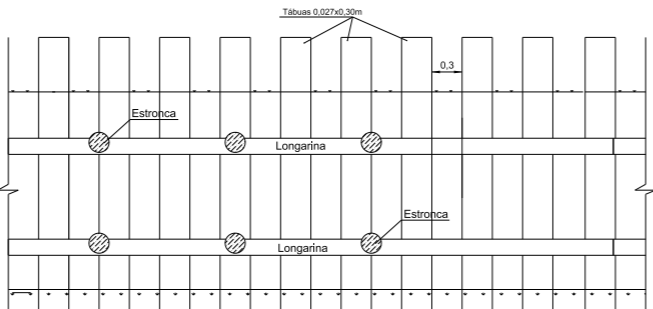 Tábuas 0,027x0,30m
0,3
Estronca
Longarina
Estronca
Longarina